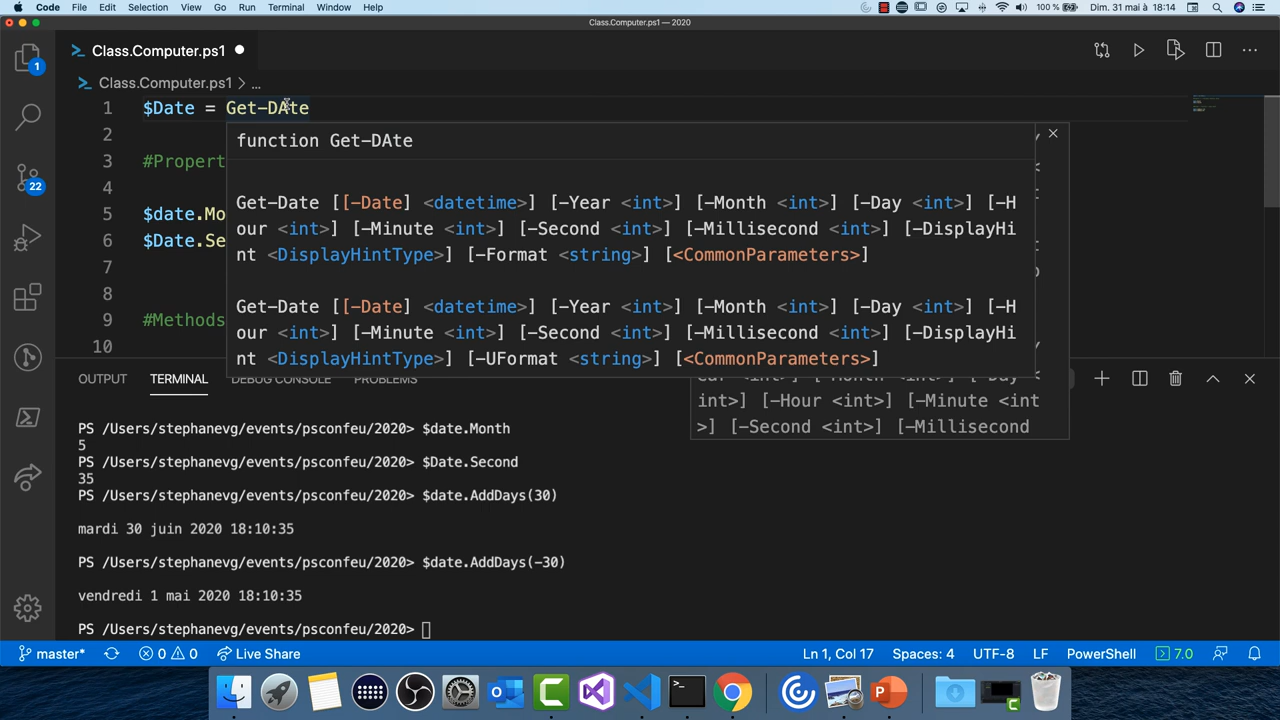 Code File Edit Selection View Go Run Terminal Window Help 100 % Dim. 31 mai à 18:14
Class.Computer.ps1 — 2020
Class.Computer.ps1
Class.Computer.ps1 > ...
1 $Date = Get-DAte
function Get-DAte
2
3 #Propert
4
Get-Date [[-Date] <datetime>] [-Year <int>] [-Month <int>] [-Day <int>] [-H
5 $date.Mo
our <int>] [-Minute <int>] [-Second <int>] [-Millisecond <int>] [-DisplayHi
6 $Date.Se
nt <DisplayHintType>] [-Format <string>] [<CommonParameters>]
7
8
Get-Date [[-Date] <datetime>] [-Year <int>] [-Month <int>] [-Day <int>] [-H
9 #Methods
our <int>] [-Minute <int>] [-Second <int>] [-Millisecond <int>] [-DisplayHi
10
nt <DisplayHintType>] [-UFormat <string>] [<CommonParameters>]
OUTPUT TERMINAL DEBUG CONSOLE PROBLEMS
int>] [-Hour <int>] [-Minute <int
>] [-Second <int>] [-Millisecond
PS /Users/stephanevg/events/psconfeu/2020> $date.Month
5
PS /Users/stephanevg/events/psconfeu/2020> $Date.Second
35
PS /Users/stephanevg/events/psconfeu/2020> $date.AddDays(30)
mardi 30 juin 2020 18:10:35
PS /Users/stephanevg/events/psconfeu/2020> $date.AddDays(-30)
vendredi 1 mai 2020 18:10:35
PS /Users/stephanevg/events/psconfeu/2020>
1
22
master* 0 0 Live Share Ln 1, Col 17 Spaces: 4 UTF-8 LF PowerShell 7.0